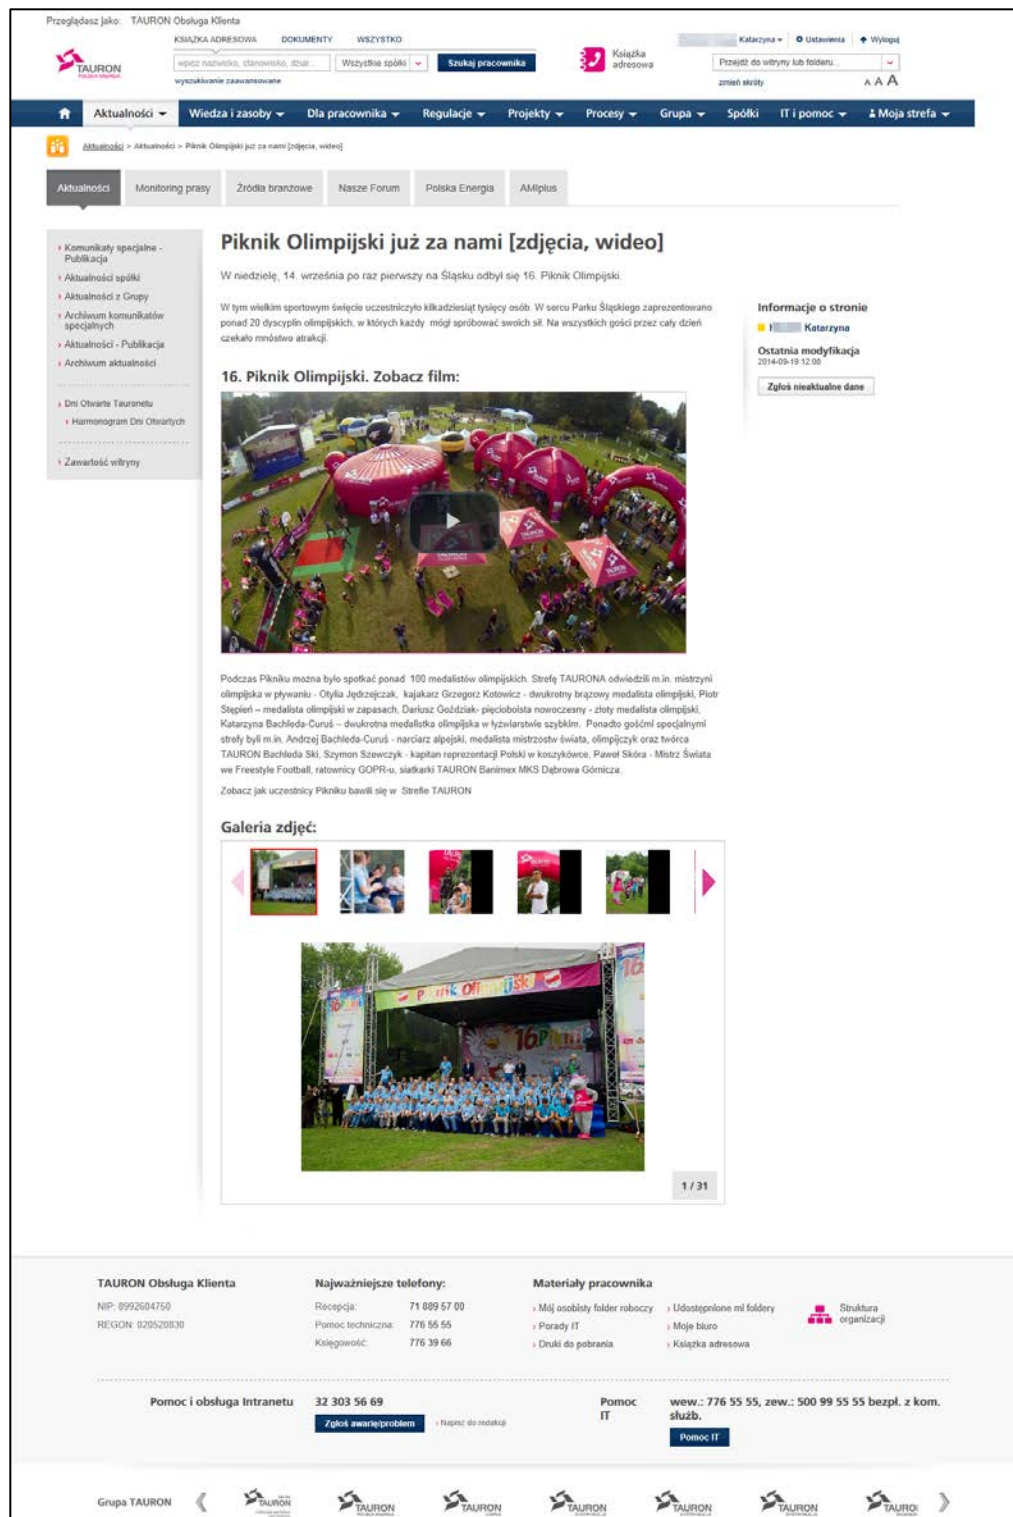 Przeglądasz jako: TAURON Obsługa Klienta
KSIĄŻKA ADRESOWA DOKUMENTY WSZYSTKO
Katarzyna Ustawienia Wyloguj
TAURON
POLSKA ENERGIA
wpisz nazwisko, stanowisko, dział... Wszystkie spółki Szukaj pracownika
Książka
adresowa
Przejdź do witryny lub folderu...
wyszukiwanie zaawansowane
zmień skróty A A A
Aktualności Wiedza i zasoby Dla pracownika Regulacje Projekty Procesy Grupa Spółki IT i pomoc Moja strefa
Aktualności > Aktualności > Piknik Olimpijski już za nami [zdjęcia, wideo]
Aktualności Monitoring prasy Źródła branżowe Nasze Forum Polska Energia AMIplus
› Komunikaty specjalne -
Publikacja
› Aktualności spółki
› Aktualności z Grupy
› Archiwum komunikatów
specjalnych
› Aktualności - Publikacja
› Archiwum aktualności
› Dni Otwarte Tauronetu
› Harmonogram Dni Otwartych
› Zawartość witryny
Piknik Olimpijski już za nami [zdjęcia, wideo]
W niedzielę, 14. września po raz pierwszy na Śląsku odbył się 16. Piknik Olimpijski.
W tym wielkim sportowym święcie uczestniczyło kilkadziesiąt tysięcy osób. W sercu Parku Śląskiego zaprezentowano
ponad 20 dyscyplin olimpijskich, w których każdy mógł spróbować swoich sił. Na wszystkich gości przez cały dzień
czekało mnóstwo atrakcji.
Informacje o stronie
Katarzyna
Ostatnia modyfikacja
2014-09-19 12:00
Zgłoś nieaktualne dane
16. Piknik Olimpijski. Zobacz film:
TAURON
TAURON
Podczas Pikniku można było spotkać ponad 100 medalistów olimpijskich. Strefę TAURONA odwiedzili m.in. mistrzyni
olimpijska w pływaniu - Otylia Jędrzejczak, kajakarz Grzegorz Kotowicz - dwukrotny brązowy medalista olimpijski, Piotr
Stępień – medalista olimpijski w zapasach, Dariusz Goździak- pięcioboista nowoczesny - złoty medalista olimpijski,
Katarzyna Bachleda-Curuś – dwukrotna medalistka olimpijska w łyżwiarstwie szybkim. Ponadto gośćmi specjalnymi
strefy byli m.in. Andrzej Bachleda-Curuś - narciarz alpejski, medalista mistrzostw świata, olimpijczyk oraz twórca
TAURON Bachleda Ski, Szymon Szewczyk - kapitan reprezentacji Polski w koszykówce, Paweł Skóra - Mistrz Świata
we Freestyle Football, ratownicy GOPR-u, siatkarki TAURON Banimex MKS Dąbrowa Górnicza.
Zobacz jak uczestnicy Pikniku bawili się w Strefie TAURON
Galeria zdjęć:
Piknik Olimpijski
16
16 Piknik
1 / 31
TAURON Obsługa Klienta
NIP: 8992604750
REGON: 020520830
Najważniejsze telefony:
Recepcja: 71 889 57 00
Pomoc techniczna: 776 55 55
Księgowość: 776 39 66
Materiały pracownika
› Mój osobisty folder roboczy › Udostępnione mi foldery
› Porady IT › Moje biuro
› Druki do pobrania › Książka adresowa
Struktura
organizacji
Pomoc i obsługa Intranetu 32 303 56 69
Zgłoś awarię/problem › Napisz do redakcji
Pomoc
IT
wew.: 776 55 55, zew.: 500 99 55 55 bezpł. z kom.
służb.
Pomoc IT
Grupa TAURON TAURON TAURON TAURON TAURON TAURON TAURON TAURON